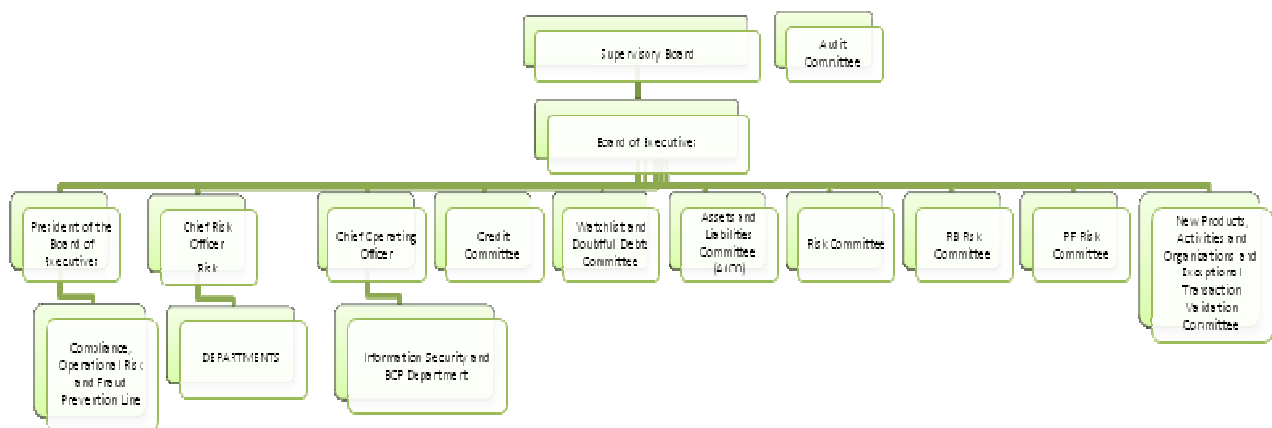 Supervisory Board
Audit
Committee
Board of Executives
President of the
Board of
Executives
Chief Risk
Officer
Risk
Chief Operating
Officer
Credit
Committee
Watchlist and
Doubtful Debts
Committee
Assets and
Liabilities
Committee
(ALCO)
Risk Committee
RB Risk
Committee
PF Risk
Committee
New Products,
Activities and
Organizations and
Exceptional
Transaction
Validation
Committee
Compliance,
Operational Risk
and Fraud
Prevention Line
DEPARTMENTS
Information Security and
BCP Department